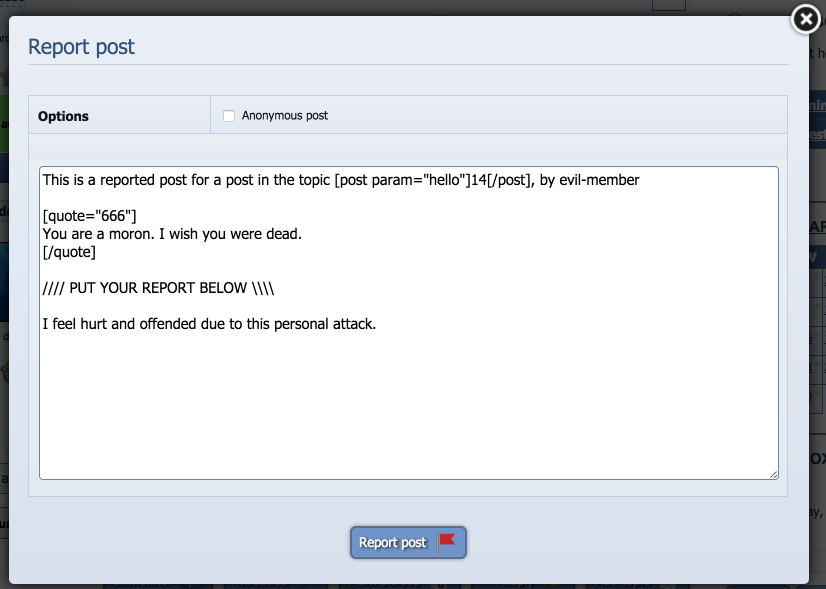 Report post
Options
Anonymous post
This is a reported post for a post in the topic [post param="hello"]14[/post], by evil-member
[quote="666"]
You are a moron. I wish you were dead.
[/quote]
//// PUT YOUR REPORT BELOW \\\\
I feel hurt and offended due to this personal attack.
Report post